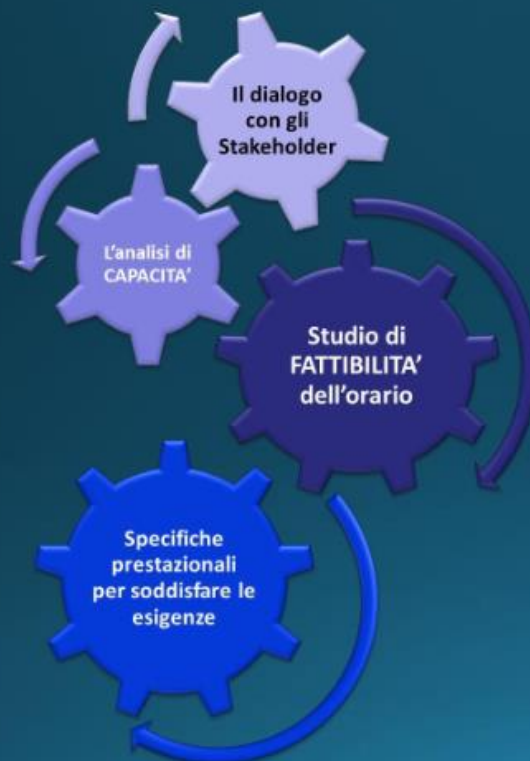 Il dialogo
con gli
Stakeholder
L'analisi di
CAPACITA'
Studio di
FATTIBILITA'
dell'orario
Specifiche
prestazionali
per soddisfare le
esigenze